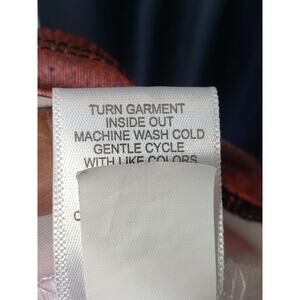 TURN GARMENT
INSIDE OUT
MACHINE WASH COLD
GENTLE CYCLE
WITH LIKE COLORS